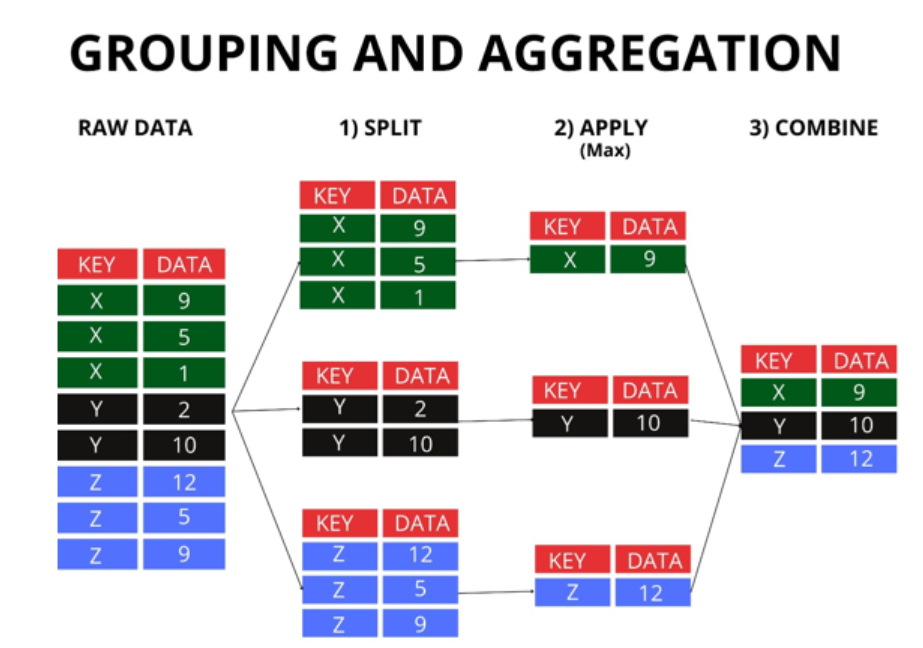 GROUPING AND AGGREGATION
RAW DATA
KEY DATA
X 9
X 5
X 1
Y 2
Y 10
Z 12
Z 5
Z 9
1) SPLIT
KEY DATA
X 9
X 5
X 1
KEY DATA
Y 2
Y 10
KEY DATA
Z 12
Z 5
Z 9
2) APPLY
(Max)
KEY DATA
X 9
KEY DATA
Y 10
KEY DATA
Z 12
3) COMBINE
KEY DATA
X 9
Y 10
Z 12